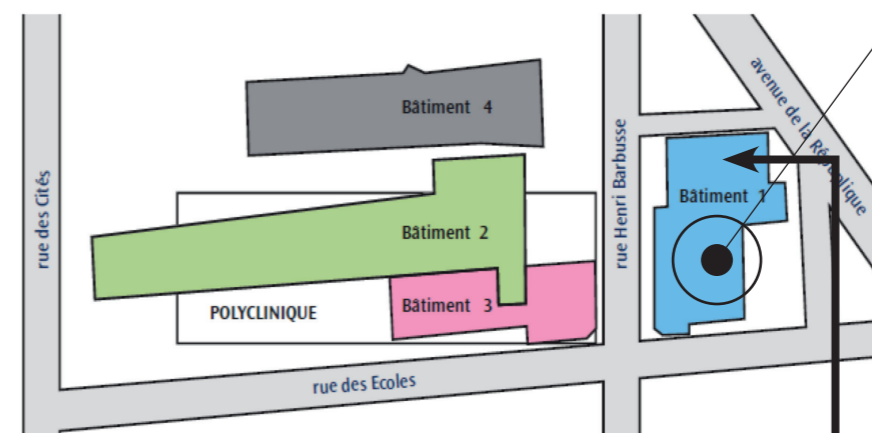 Bâtiment 4
avenue de la République
rue des Cités
rue Henri Barbusse
Bâtiment 1
Bâtiment 2
Bâtiment 3
POLYCLINIQUE
rue des Ecoles